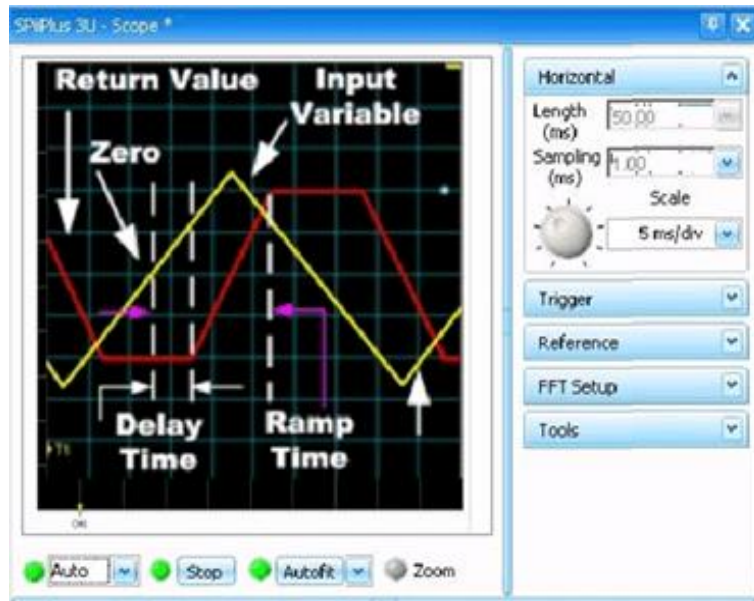 SPiiPlus 3U - Scope *
Return Value
Input
Variable
Zero
Delay
Time
Ramp
Time
Horizontal
Length
(ms)
50.00
Sampling
(ms)
1.00
Scale
5 ms/div
Trigger
Reference
FFT Setup
Tools
Auto
Stop
Autofit
Zoom